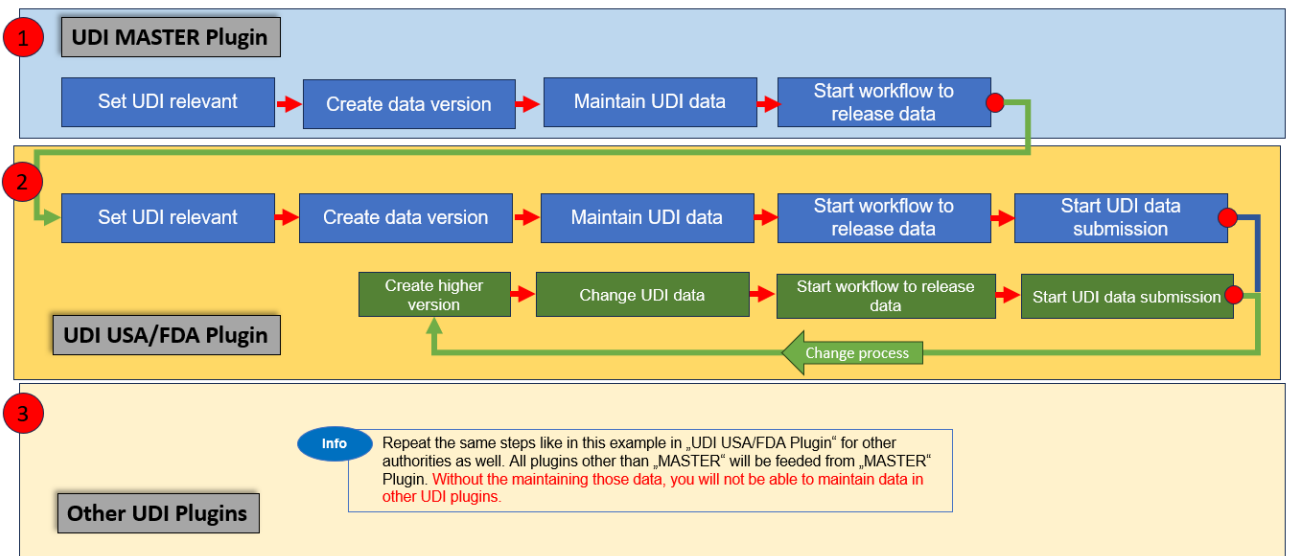 1
UDI MASTER Plugin
Set UDI relevant
Create data version
Maintain UDI data
Start workflow to
release data
2
Set UDI relevant
Create data version
Maintain UDI data
Start workflow to
release data
Start UDI data
submission
Create higher
version
Change UDI data
Start workflow to release
data
Start UDI data submission
UDI USA/FDA Plugin
Change process
3
Info
Repeat the same steps like in this example in „UDI USA/FDA Plugin“ for other
authorities as well. All plugins other than „MASTER“ will be feeded from „MASTER“
Plugin. Without the maintaining those data, you will not be able to maintain data in
other UDI plugins.
Other UDI Plugins